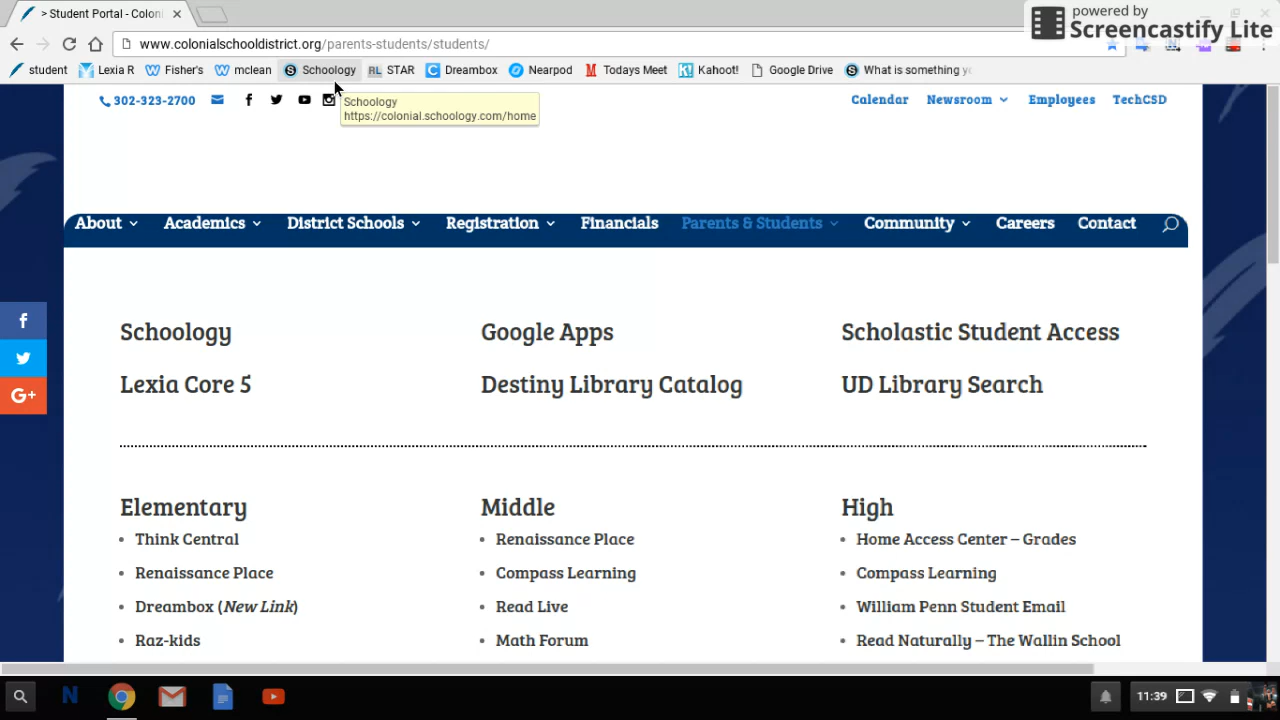 > Student Portal - Coloni
powered by
Screencastify Lite
www.colonialschooldistrict.org/parents-students/students/
student Lexia R Fisher's mclean Schoology STAR Dreambox Nearpod Todays Meet Kahoot! Google Drive What is something y
302-323-2700 Calendar Newsroom Employees TechCSD
Schoology
https://colonial.schoology.com/home
About Academics District Schools Registration Financials Parents & Students Community Careers Contact
Schoology Google Apps Scholastic Student Access
Lexia Core 5 Destiny Library Catalog UD Library Search
Elementary Middle High
Think Central Renaissance Place Home Access Center – Grades
Renaissance Place Compass Learning Compass Learning
Dreambox (New Link) Read Live William Penn Student Email
Raz-kids Math Forum Read Naturally – The Wallin School
11:39